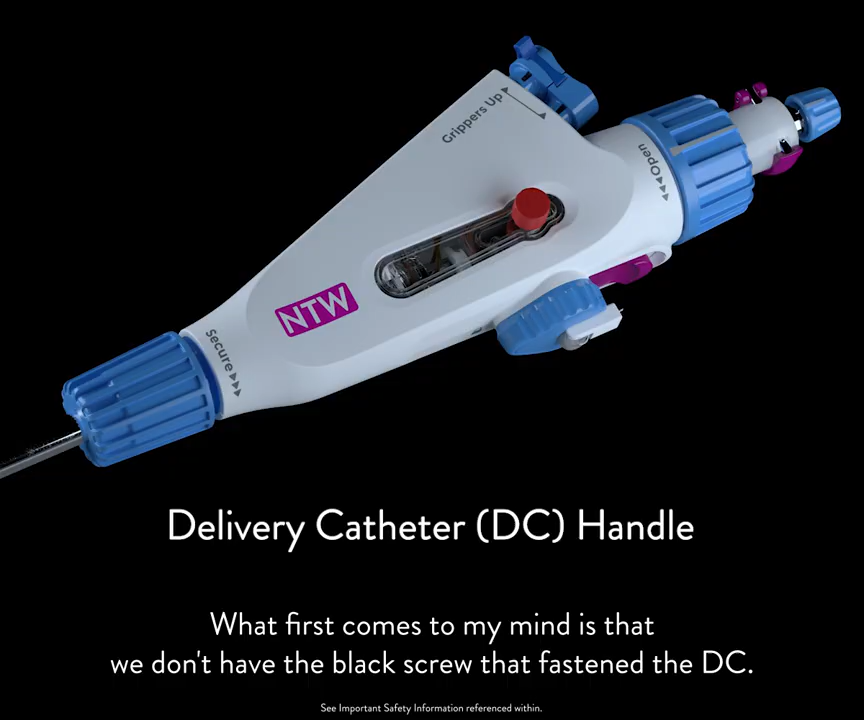 Grippers Up
Open
NTW
Secure
Delivery Catheter (DC) Handle
What first comes to my mind is that
we don't have the black screw that fastened the DC.
See Important Safety Information referenced within.